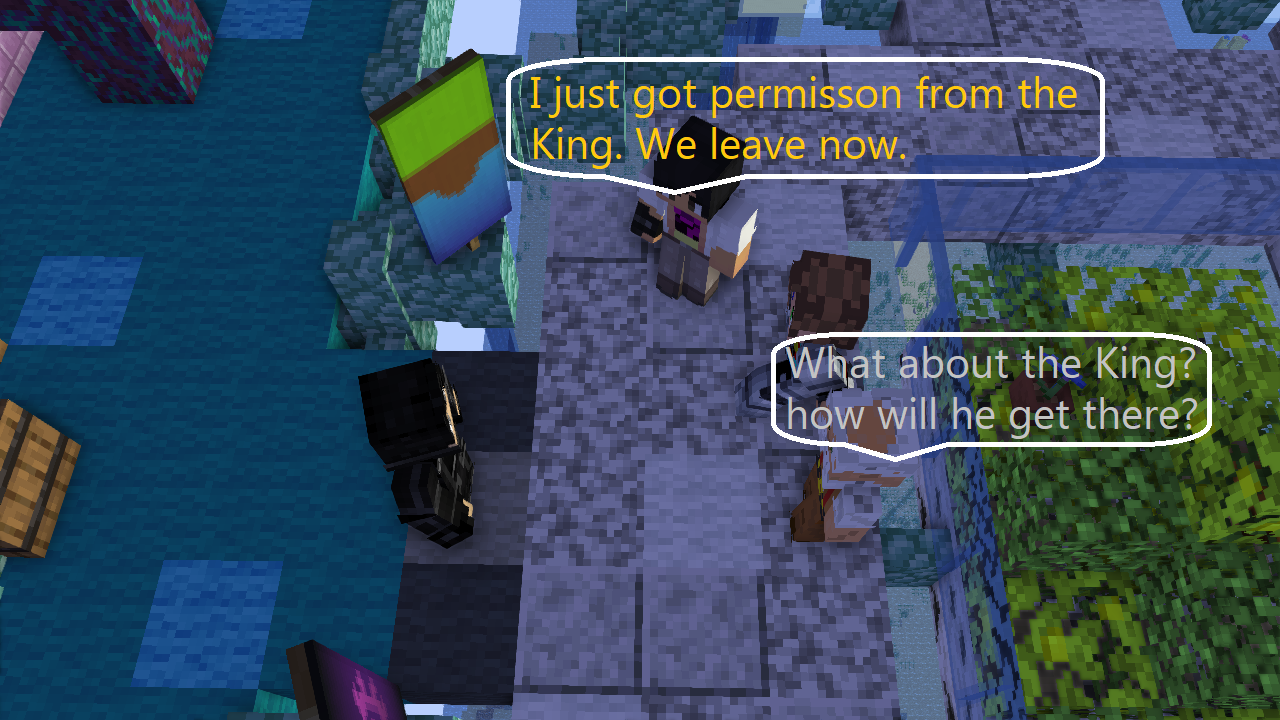 I just got permisson from the
King. We leave now.
What about the King?
how will he get there?